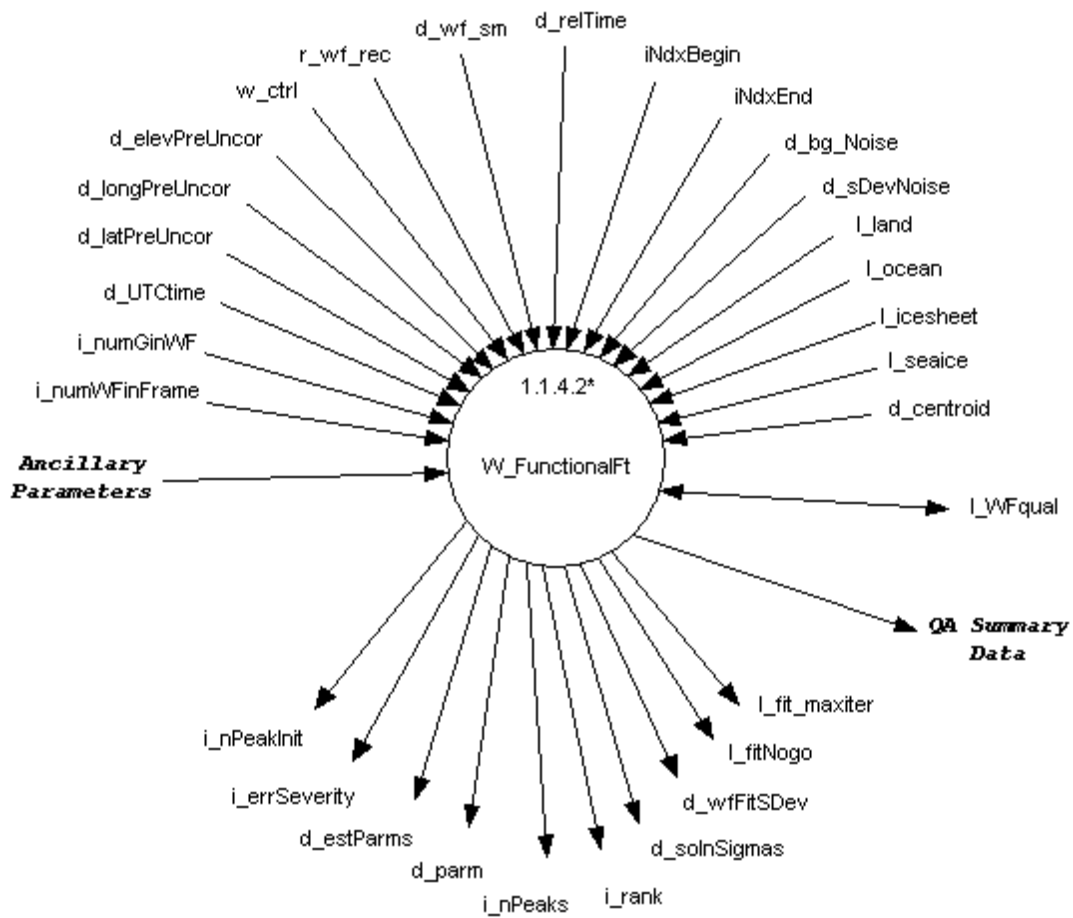 d_relTime
d_wf_sm
r_wf_rec
iNdxBegin
w_ctrl
iNdxEnd
d_elevPreUncor
d_bg_Noise
d_longPreUncor
d_sDevNoise
l_land
d_latPreUncor
l_ocean
d_UTCtime
l_icesheet
i_numGinWF
l_seaice
i_numWFinFrame
1.1.4.2*
d_centroid
Ancillary
Parameters
W_FunctionalFt
l_WFqual
QA Summary
Data
l_fit_maxiter
i_nPeakInit
l_fitNogo
i_errSeverity
d_wfFitSDev
d_estParms
d_solnSigmas
d_parm
i_nPeaks
i_rank